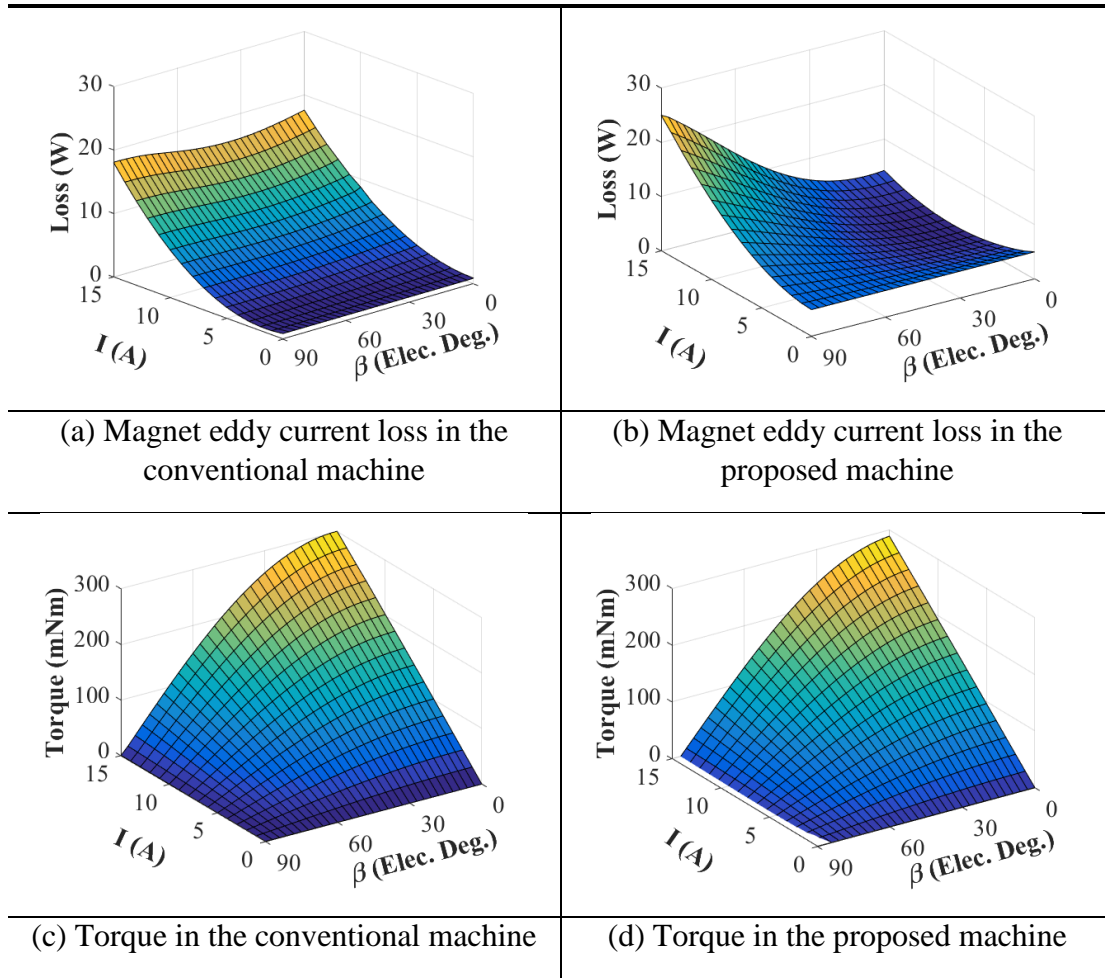 30
20
10
0
Loss (W)
15
10
5
0
I (A)
90
60
30
0
β (Elec. Deg.)
30
20
10
0
Loss (W)
15
10
5
0
I (A)
90
60
30
0
β (Elec. Deg.)
(a) Magnet eddy current loss in the
conventional machine
(b) Magnet eddy current loss in the
proposed machine
300
200
100
0
Torque (mNm)
15
10
5
0
I (A)
90
60
30
0
β (Elec. Deg.)
300
200
100
0
Torque (mNm)
15
10
5
0
I (A)
90
60
30
0
β (Elec. Deg.)
(c) Torque in the conventional machine
(d) Torque in the proposed machine